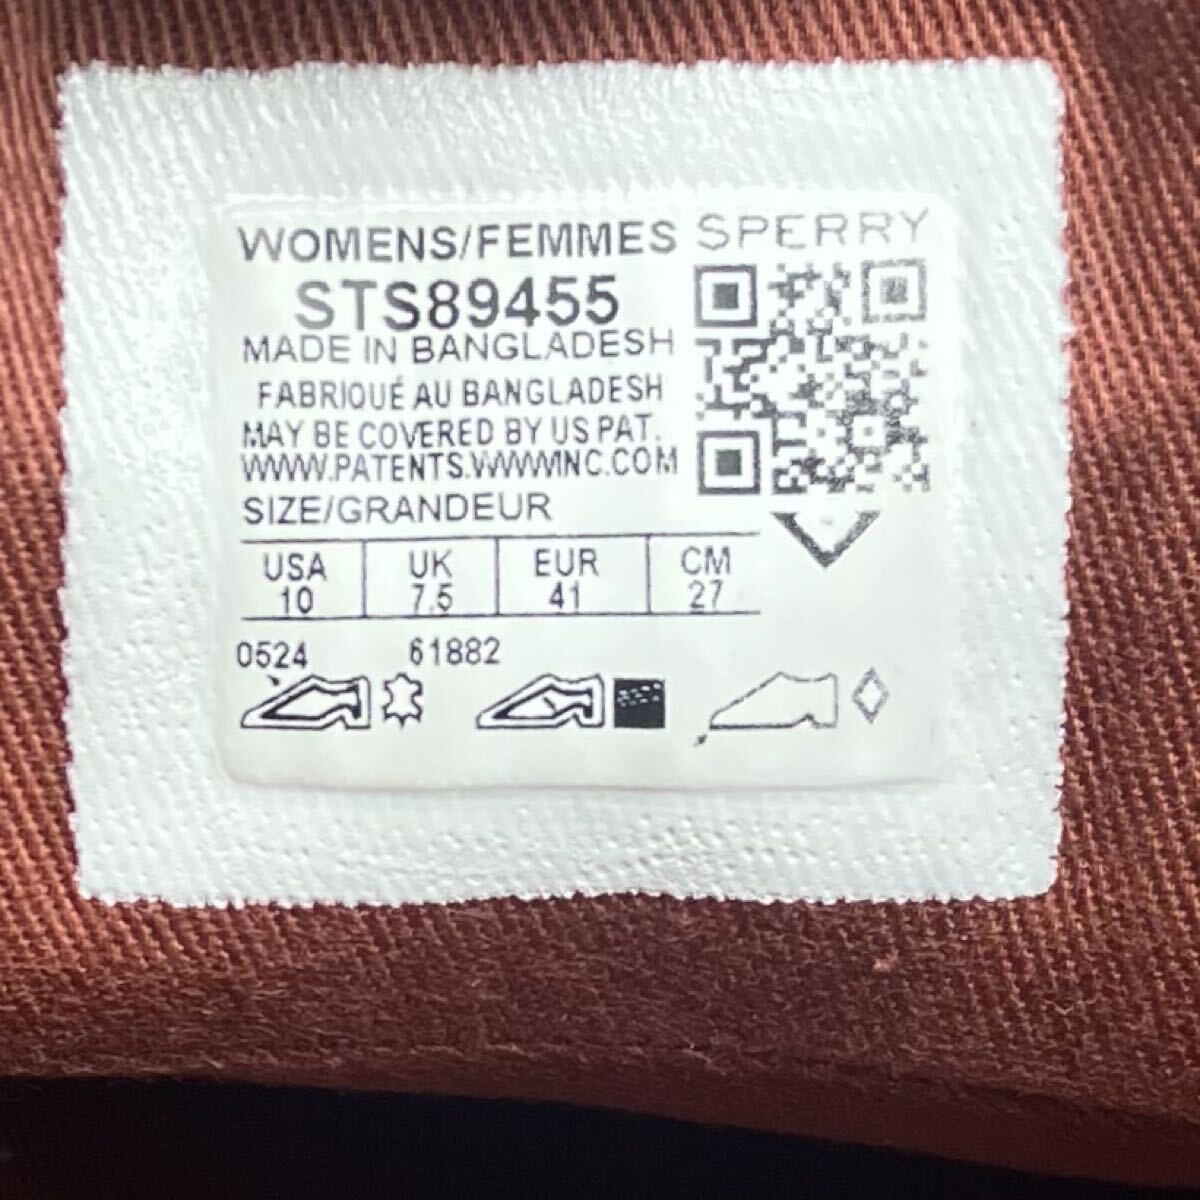 WOMENS/FEMMES SPERRY
STS89455
MADE IN BANGLADESH
FABRIQUÉ AU BANGLADESH
MAY BE COVERED BY US PAT.
WWW.PATENTS.WWWINC.COM
SIZE/GRANDEUR
USA UK EUR CM
10 7.5 41 27
0524 61882